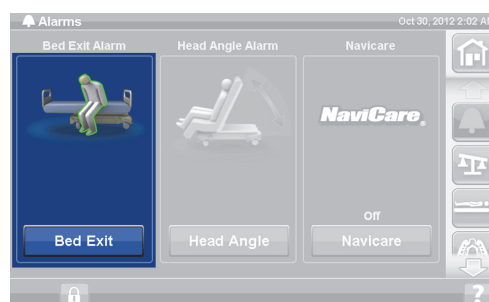 Alarms
Oct 30, 2012 2:02 A
Bed Exit Alarm
Head Angle Alarm
Navicare
NaviCare®
Off
Bed Exit
Head Angle
Navicare
?